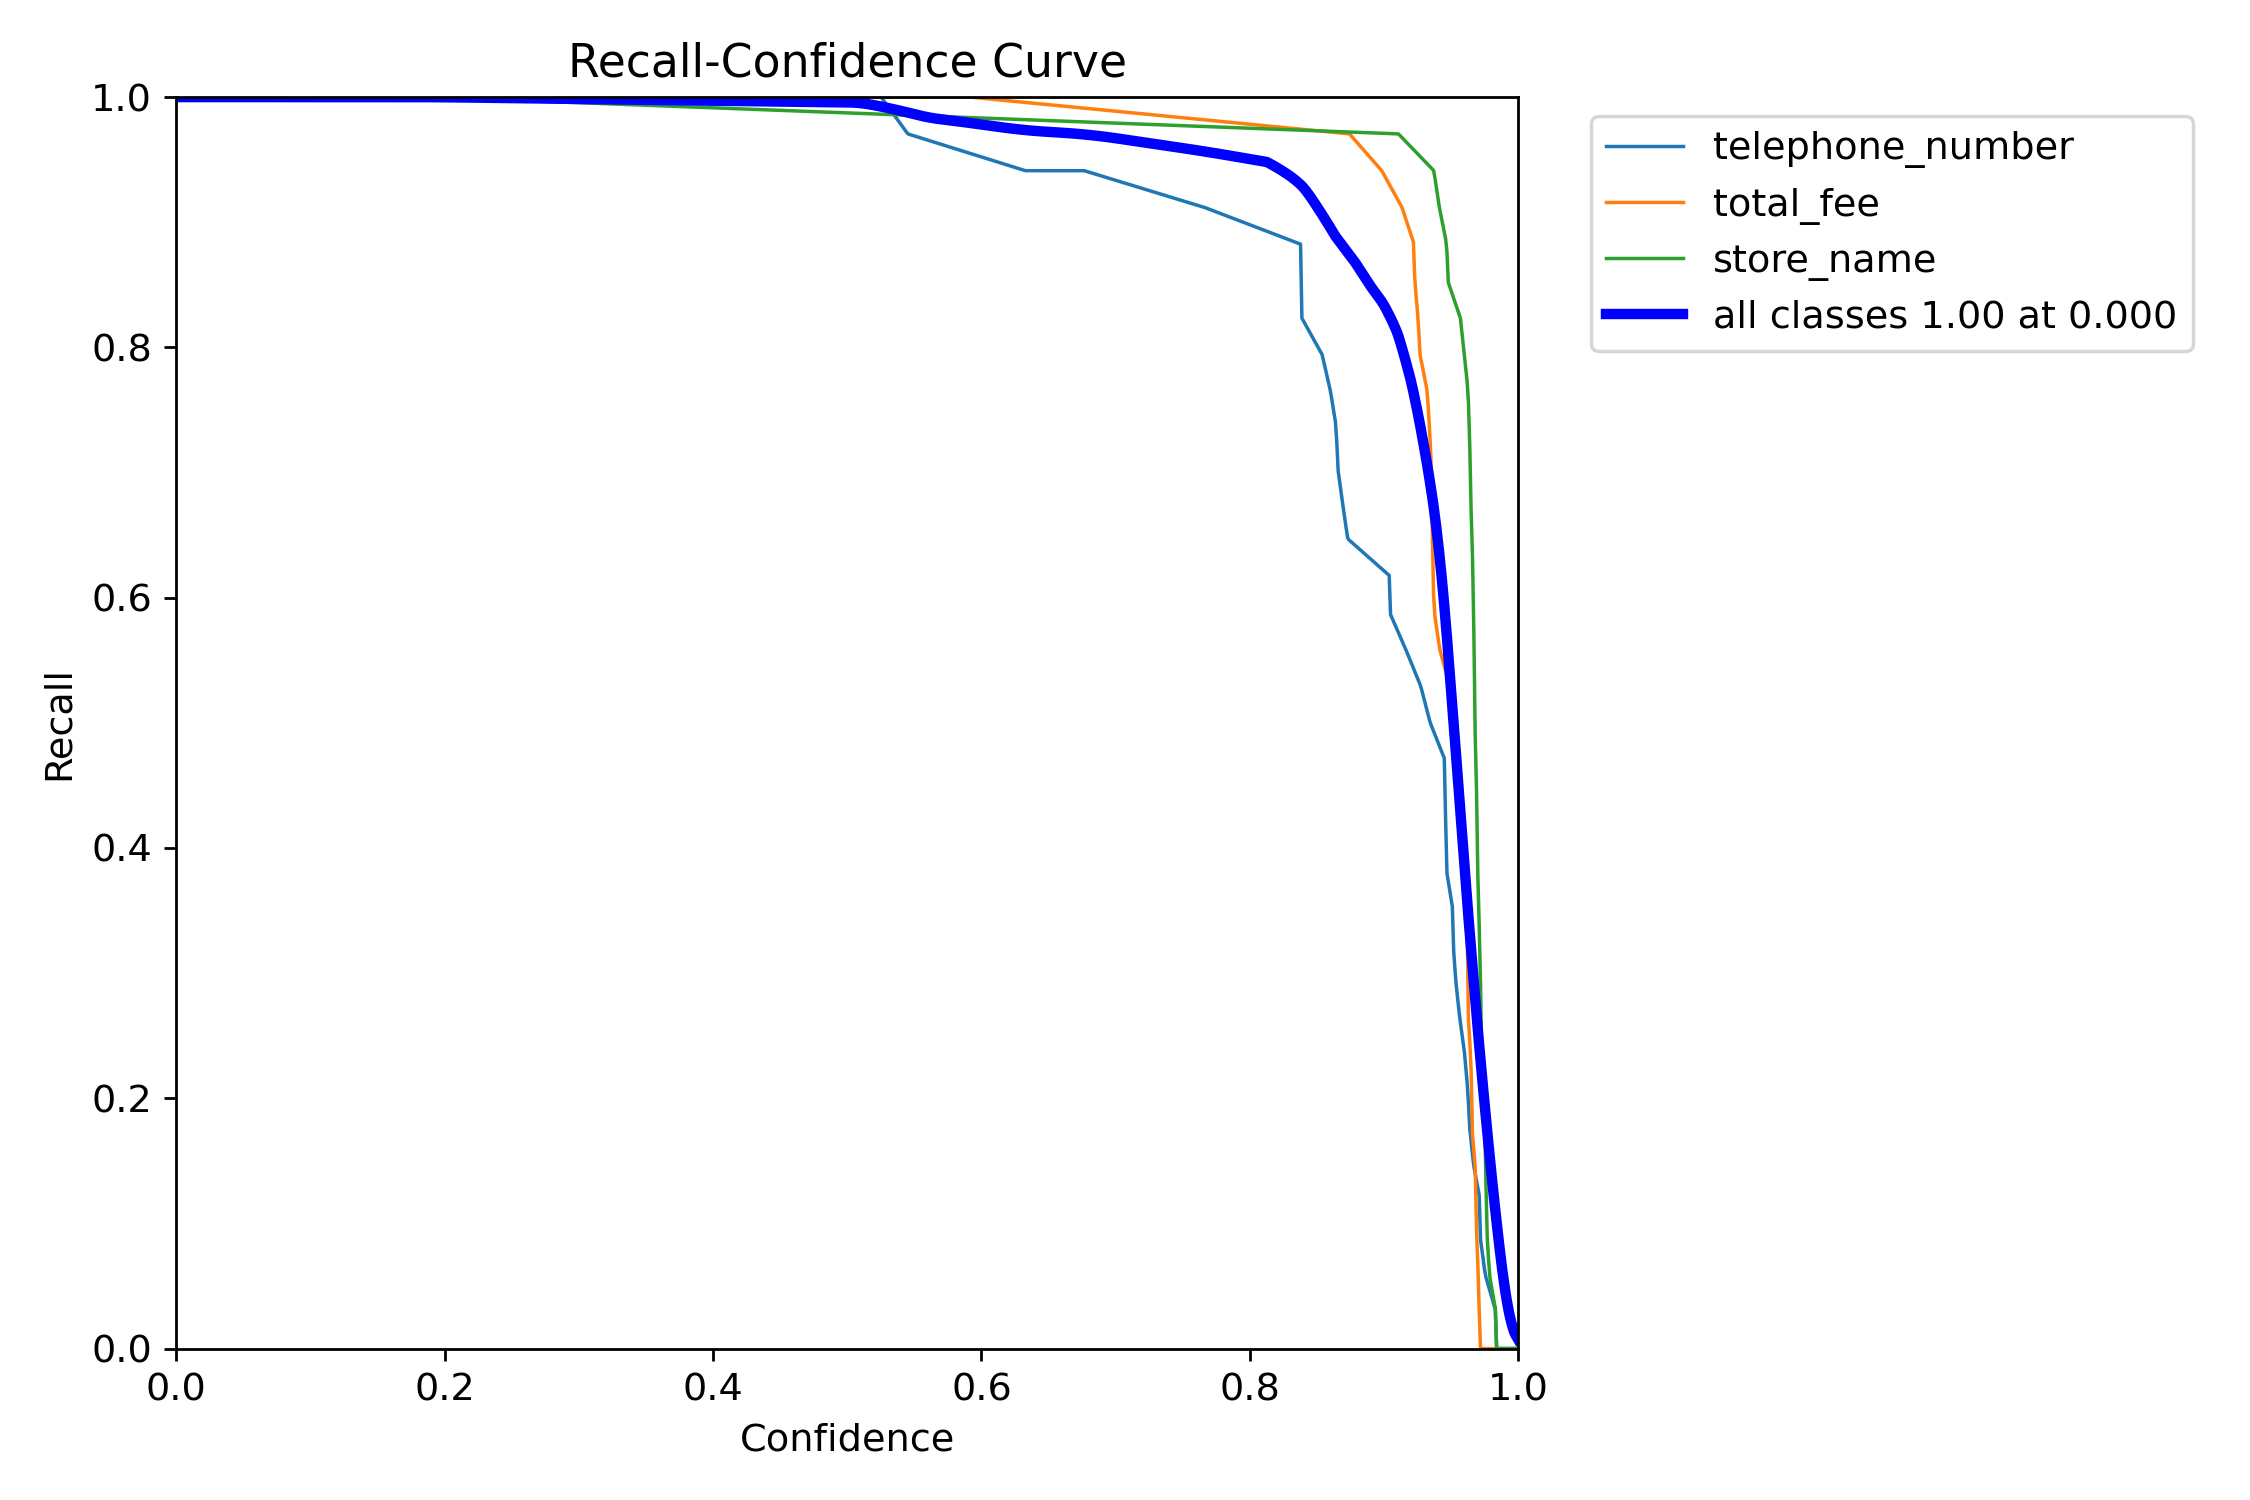 Recall-Confidence Curve
1.0
0.8
0.6
0.4
0.2
0.0
Recall
0.0 0.2 0.4 0.6 0.8 1.0
Confidence
telephone_number
total_fee
store_name
all classes 1.00 at 0.000